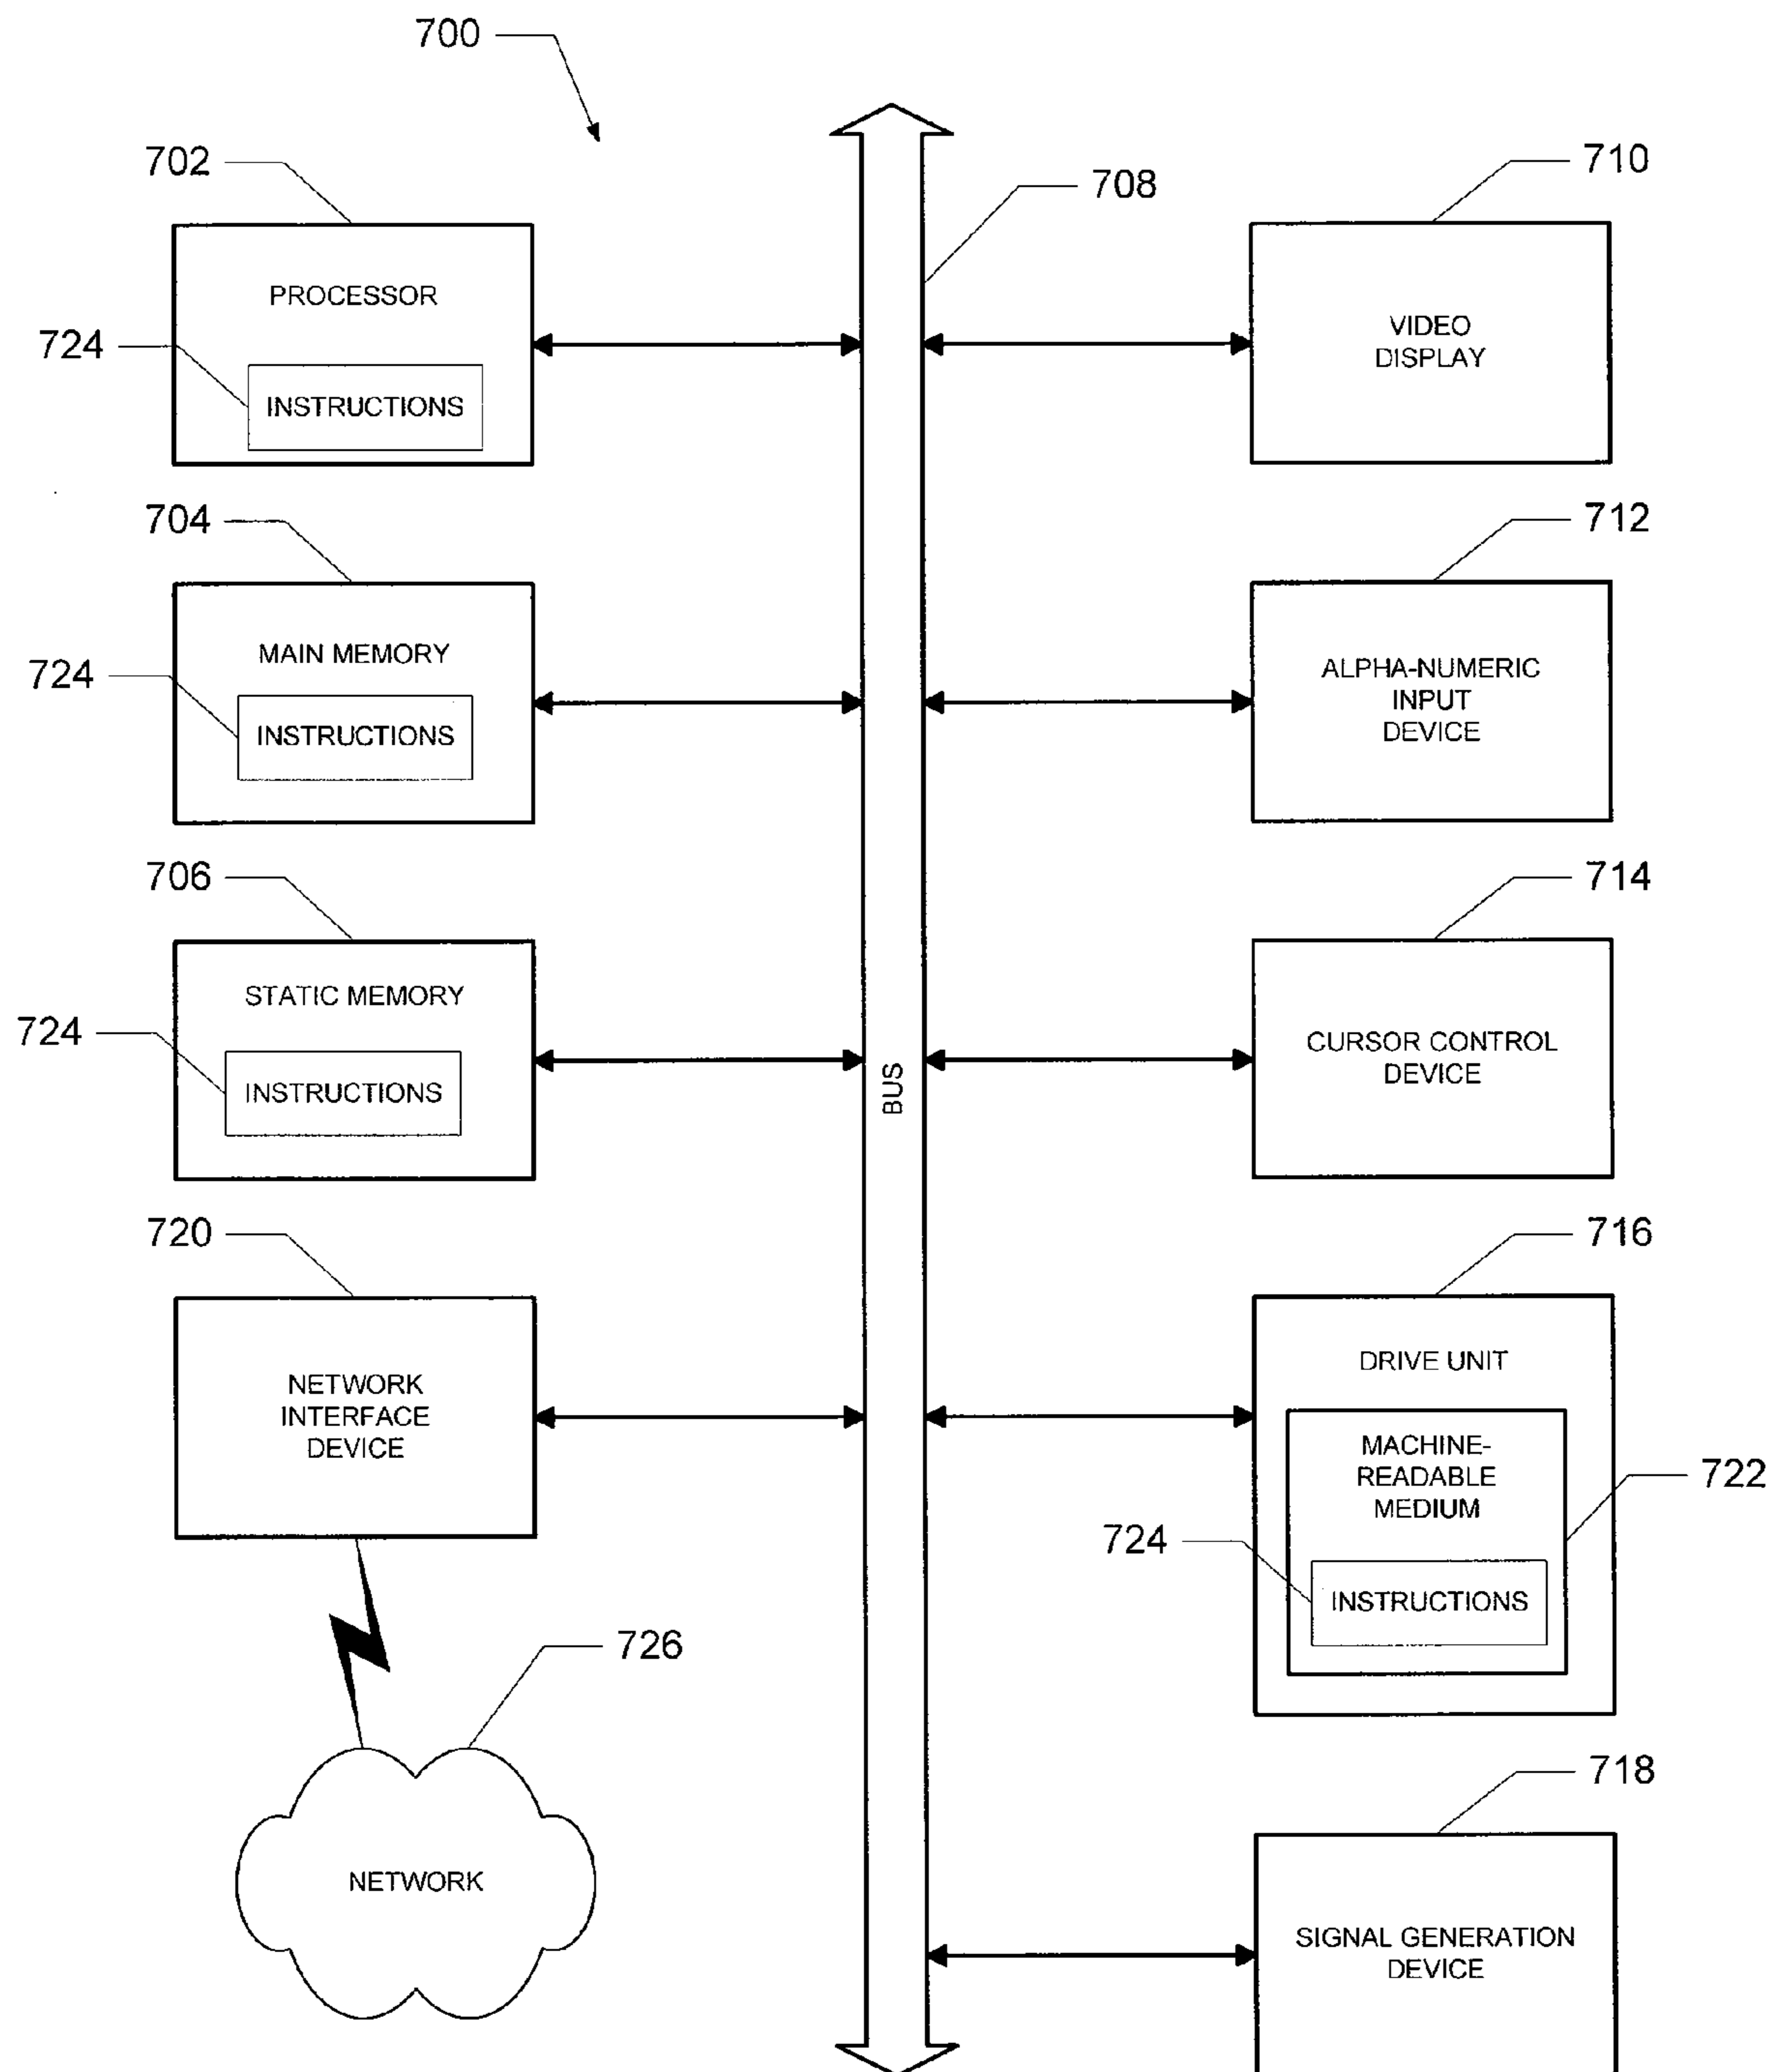 700
702
PROCESSOR
724
INSTRUCTIONS
704
MAIN MEMORY
724
INSTRUCTIONS
706
STATIC MEMORY
724
INSTRUCTIONS
720
NETWORK
INTERFACE
DEVICE
726
NETWORK
708
BUS
710
VIDEO
DISPLAY
712
ALPHA-NUMERIC
INPUT
DEVICE
714
CURSOR CONTROL
DEVICE
716
DRIVE UNIT
MACHINE-
READABLE
MEDIUM
722
724
INSTRUCTIONS
718
SIGNAL GENERATION
DEVICE